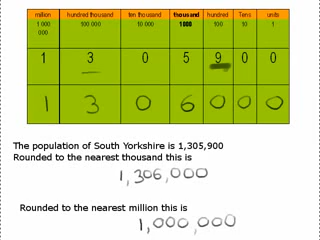 million hundred thousand ten thousand thousand hundred Tens units
1 000 000 100 000 10 000 1000 100 10 1
1 3 0 5 9 0 0
1 3 0 6 0 0 0
The population of South Yorkshire is 1,305,900
Rounded to the nearest thousand this is
1,306,000
Rounded to the nearest million this is
1,000,000